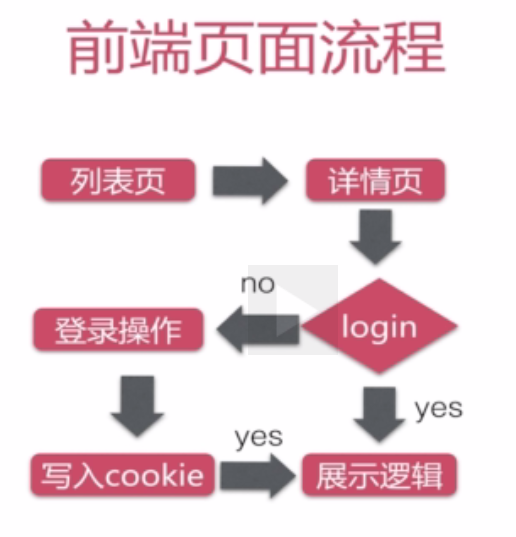 前端页面流程
列表页
详情页
no
login
登录操作
yes
yes
写入cookie
展示逻辑